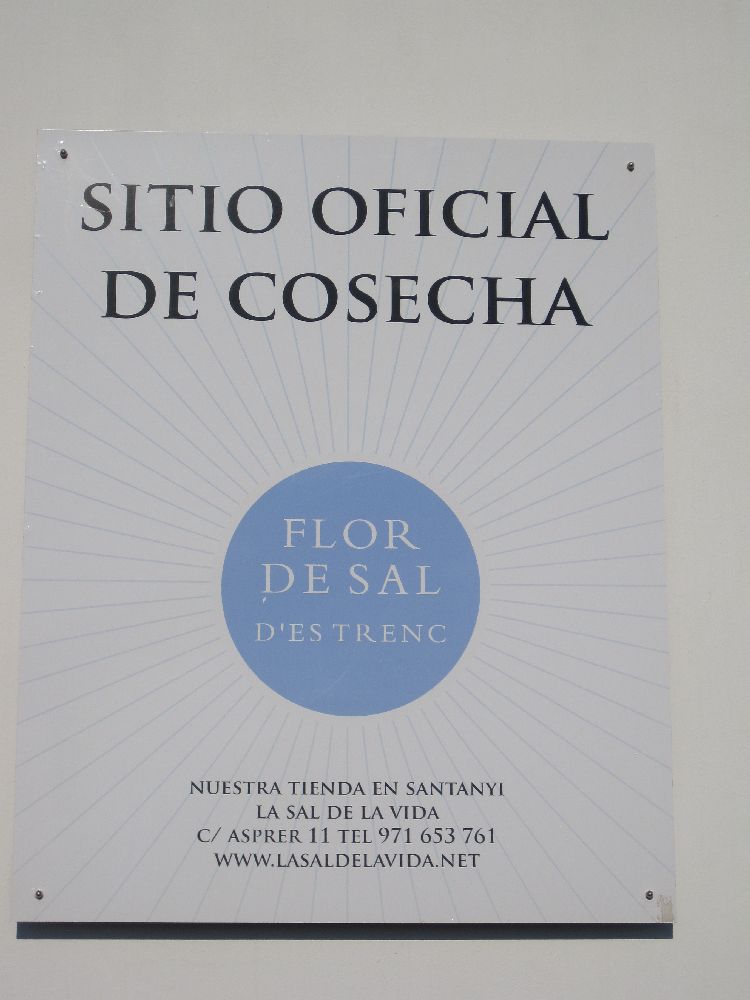 SITIO OFICIAL
DE COSECHA
FLOR
DE SAL
D'ES TRENC
NUESTRA TIENDA EN SANTANYI
LA SAL DE LA VIDA
C/ ASPRER 11 TEL 971 653 761
WWW.LASALDELAVIDA.NET